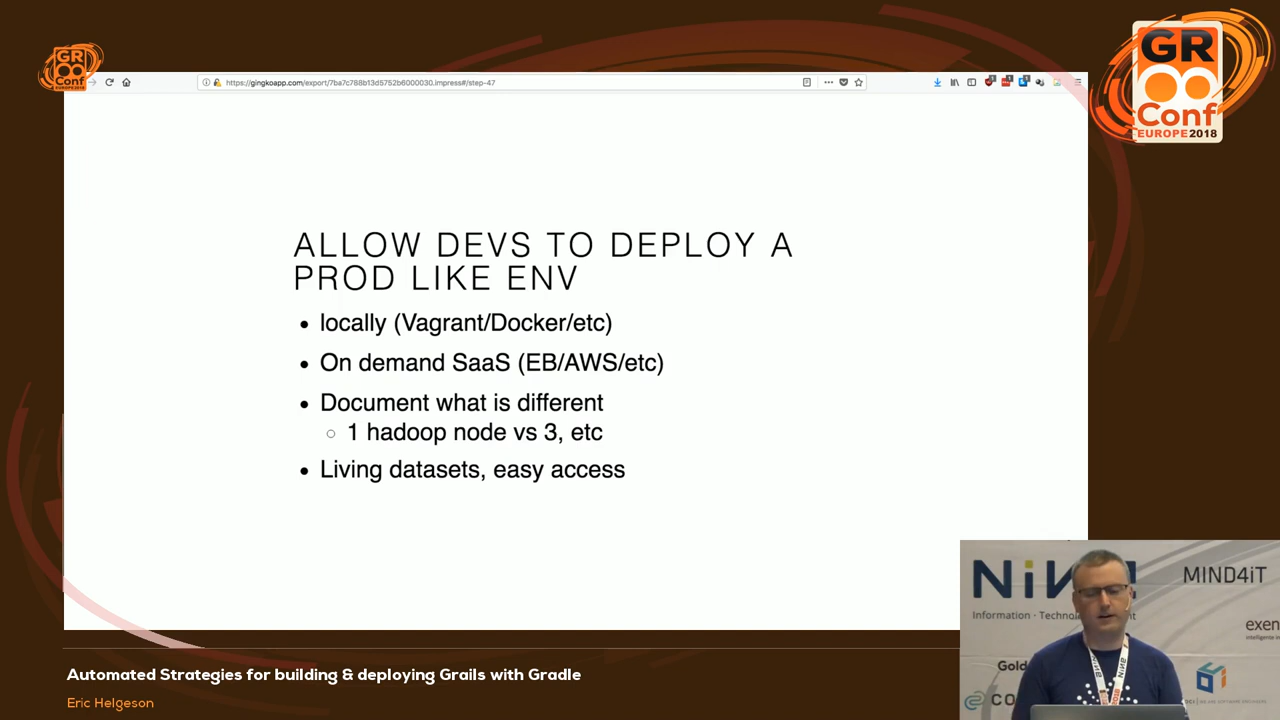 GR
Conf
EUROPE 2018
https://gingkoapp.com/export/7ba7c788b13d5752b6000030.impress#/step-47
GR
Conf
EUROPE 2018
ALLOW DEVS TO DEPLOY A
PROD LIKE ENV
locally (Vagrant/Docker/etc)
On demand SaaS (EB/AWS/etc)
Document what is different
1 hadoop node vs 3, etc
Living datasets, easy access
MIND4iT
Information - Techno
exen
Gold
CO
Automated Strategies for building & deploying Grails with Gradle
Eric Helgeson